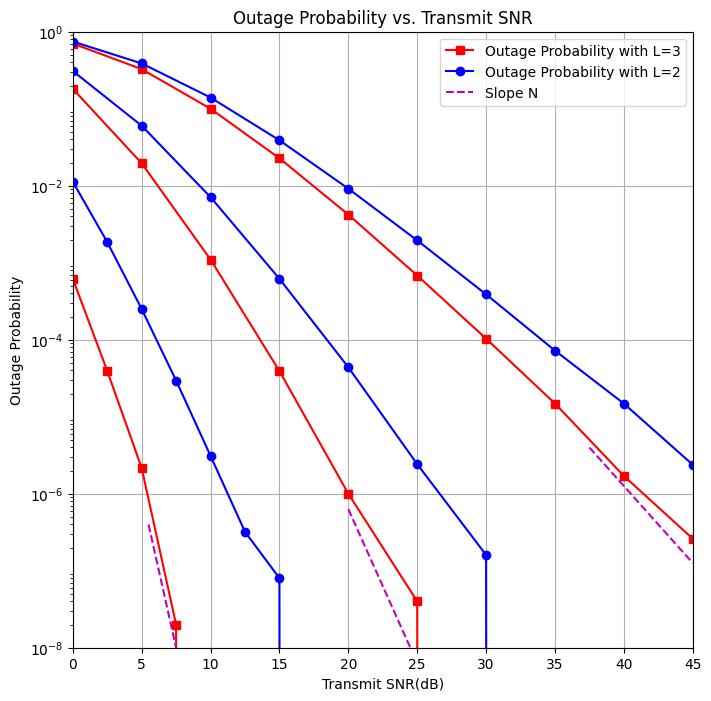 Outage Probability vs. Transmit SNR
Outage Probability with L=3
Outage Probability with L=2
Slope N
Outage Probability
10^0
10^-2
10^-4
10^-6
10^-8
0 5 10 15 20 25 30 35 40 45
Transmit SNR(dB)